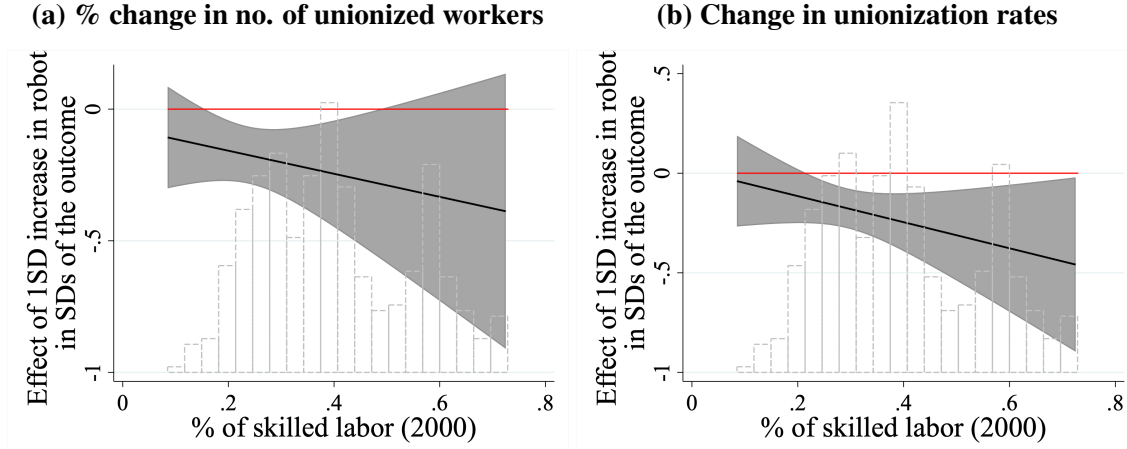 (a) % change in no. of unionized workers
Effect of 1SD increase in robot
in SDs of the outcome
0
-.5
-1
0 .2 .4 .6 .8
% of skilled labor (2000)
(b) Change in unionization rates
Effect of 1SD increase in robot
in SDs of the outcome
.5
0
-.5
-1
0 .2 .4 .6 .8
% of skilled labor (2000)